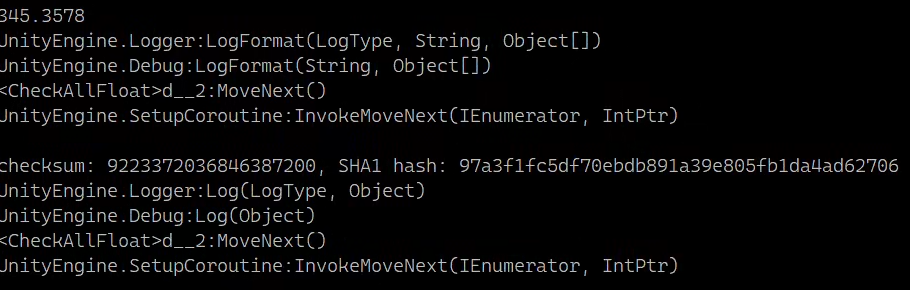 345.3578
UnityEngine.Logger:LogFormat(LogType, String, Object[])
UnityEngine.Debug:LogFormat(String, Object[])
<CheckAllFloat>d__2:MoveNext()
UnityEngine.SetupCoroutine:InvokeMoveNext(IEnumerator, IntPtr)

checksum: 9223372036846387200, SHA1 hash: 97a3f1fc5df70ebdb891a39e805fb1da4ad62706
UnityEngine.Logger:Log(LogType, Object)
UnityEngine.Debug:Log(Object)
<CheckAllFloat>d__2:MoveNext()
UnityEngine.SetupCoroutine:InvokeMoveNext(IEnumerator, IntPtr)